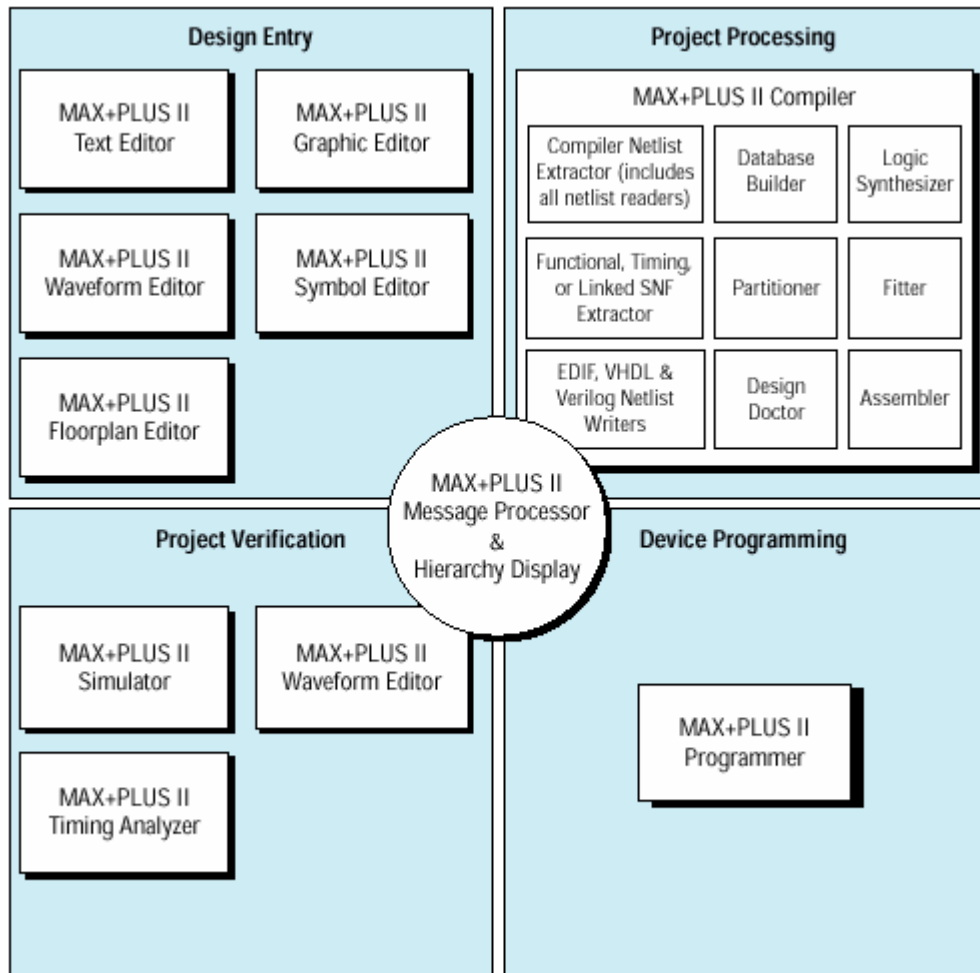 Design Entry
MAX+PLUS II
Text Editor
MAX+PLUS II
Graphic Editor
MAX+PLUS II
Waveform Editor
MAX+PLUS II
Symbol Editor
MAX+PLUS II
Floorplan Editor
Project Processing
MAX+PLUS II Compiler
Compiler Netlist
Extractor (includes
all netlist readers)
Database
Builder
Logic
Synthesizer
Functional, Timing,
or Linked SNF
Extractor
Partitioner
Fitter
EDIF, VHDL &
Verilog Netlist
Writers
Design
Doctor
Assembler
MAX+PLUS II
Message Processor
&
Hierarchy Display
Project Verification
MAX+PLUS II
Simulator
MAX+PLUS II
Waveform Editor
MAX+PLUS II
Timing Analyzer
Device Programming
MAX+PLUS II
Programmer